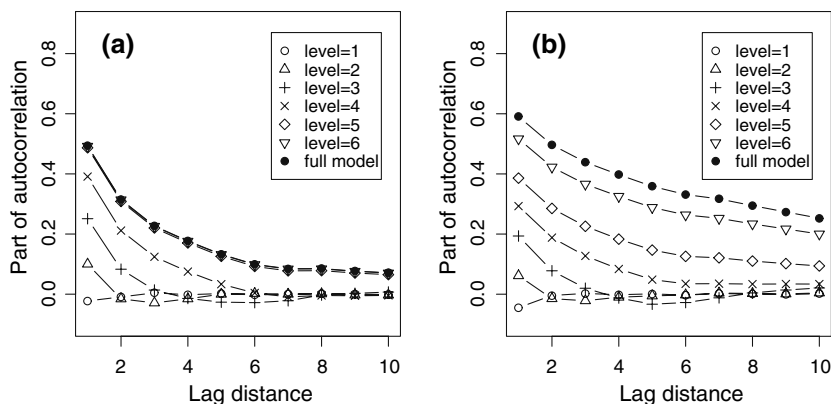 (a)
level=1
level=2
level=3
level=4
level=5
level=6
full model
Part of autocorrelation
0.0
0.2
0.4
0.6
0.8
2
4
6
8
10
Lag distance
(b)
level=1
level=2
level=3
level=4
level=5
level=6
full model
Part of autocorrelation
0.0
0.2
0.4
0.6
0.8
2
4
6
8
10
Lag distance